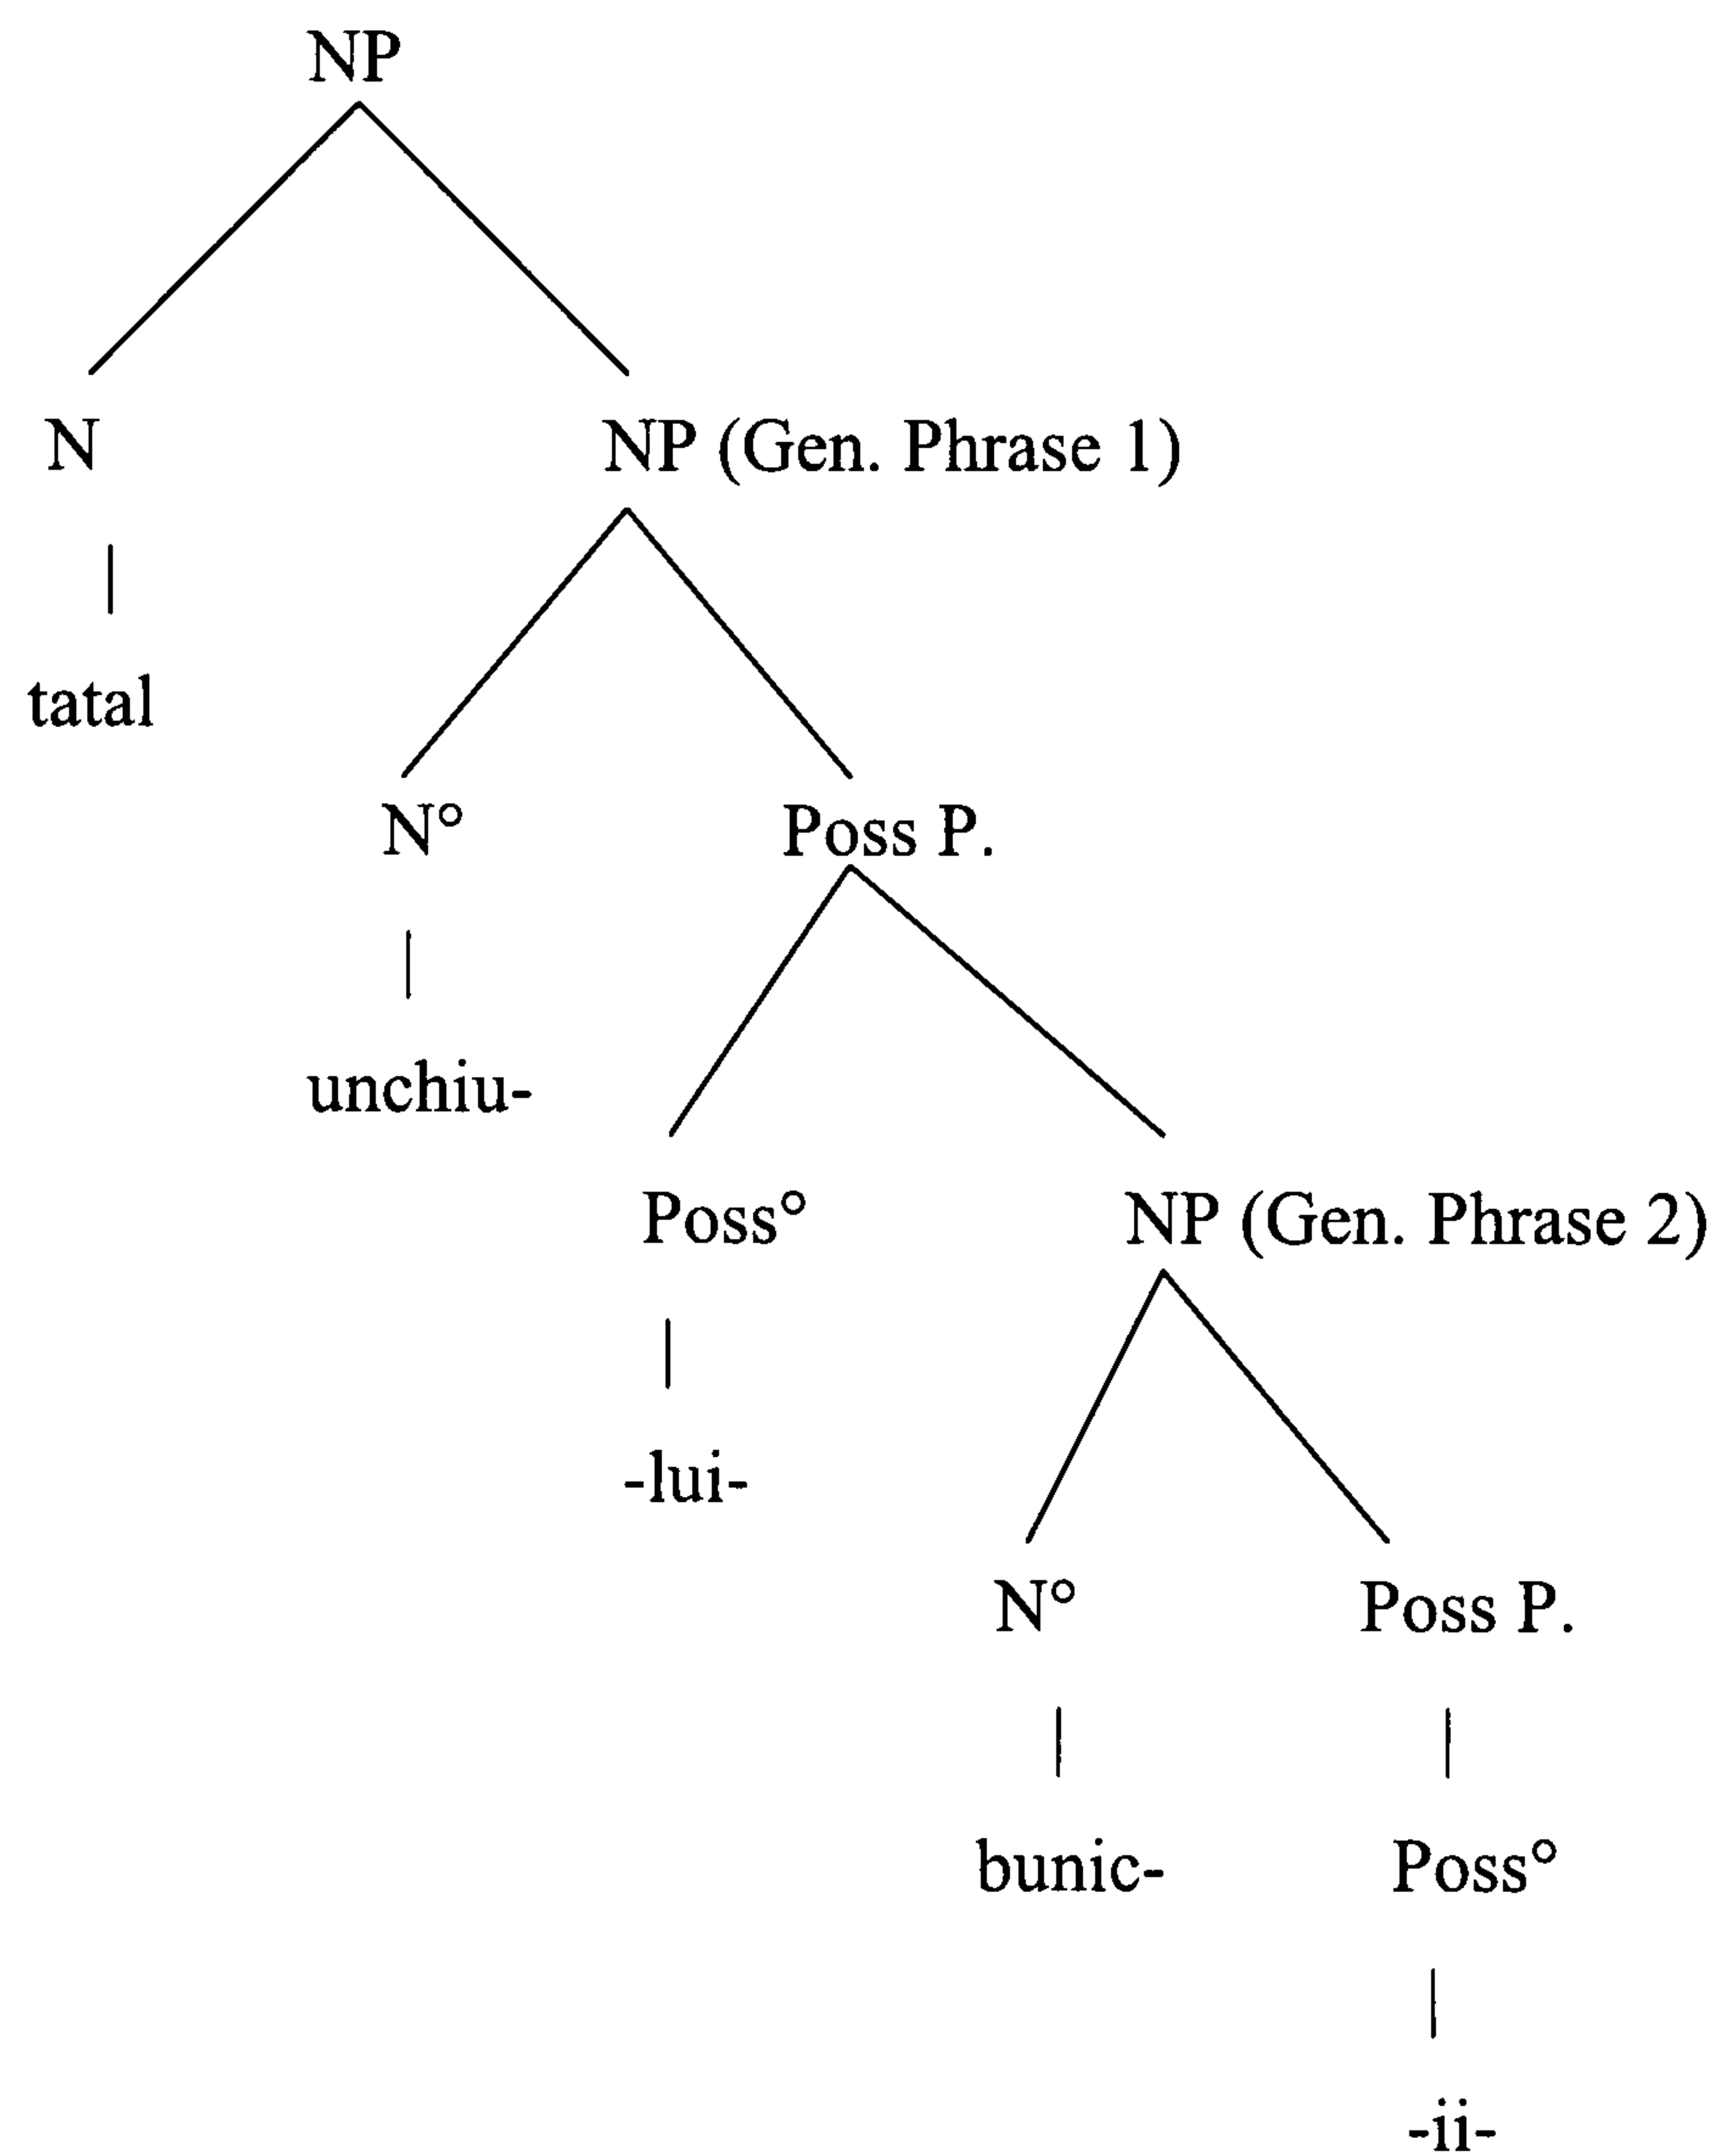 NP
N NP (Gen. Phrase 1)
tatal
N° Poss P.
unchiu-
Poss° NP (Gen. Phrase 2)
-lui-
N° Poss P.
bunic- Poss°
-ii-